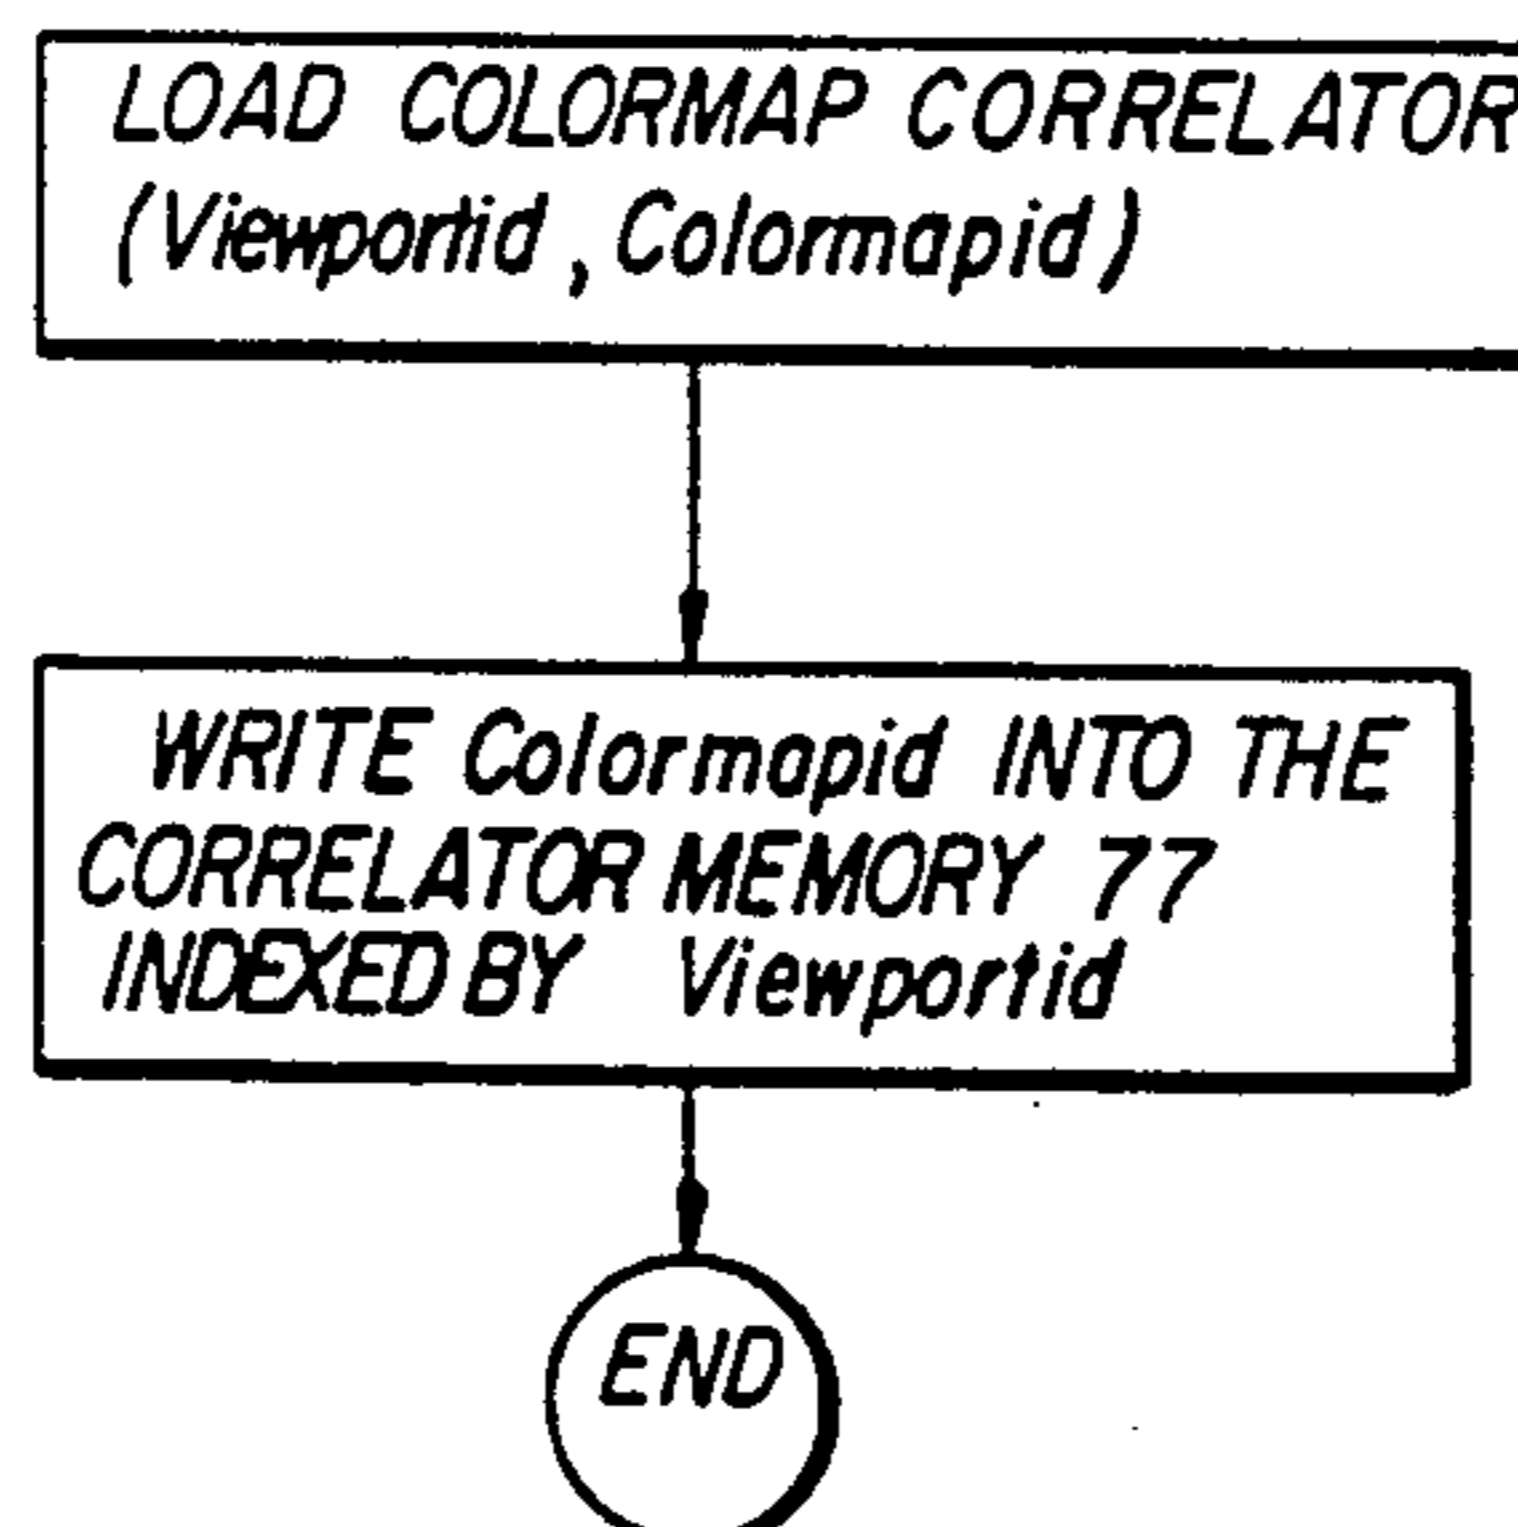 LOAD COLORMAP CORRELATOR
(Viewportid, Colormapid)
WRITE Colormapid INTO THE
CORRELATOR MEMORY 77
INDEXED BY Viewportid
END